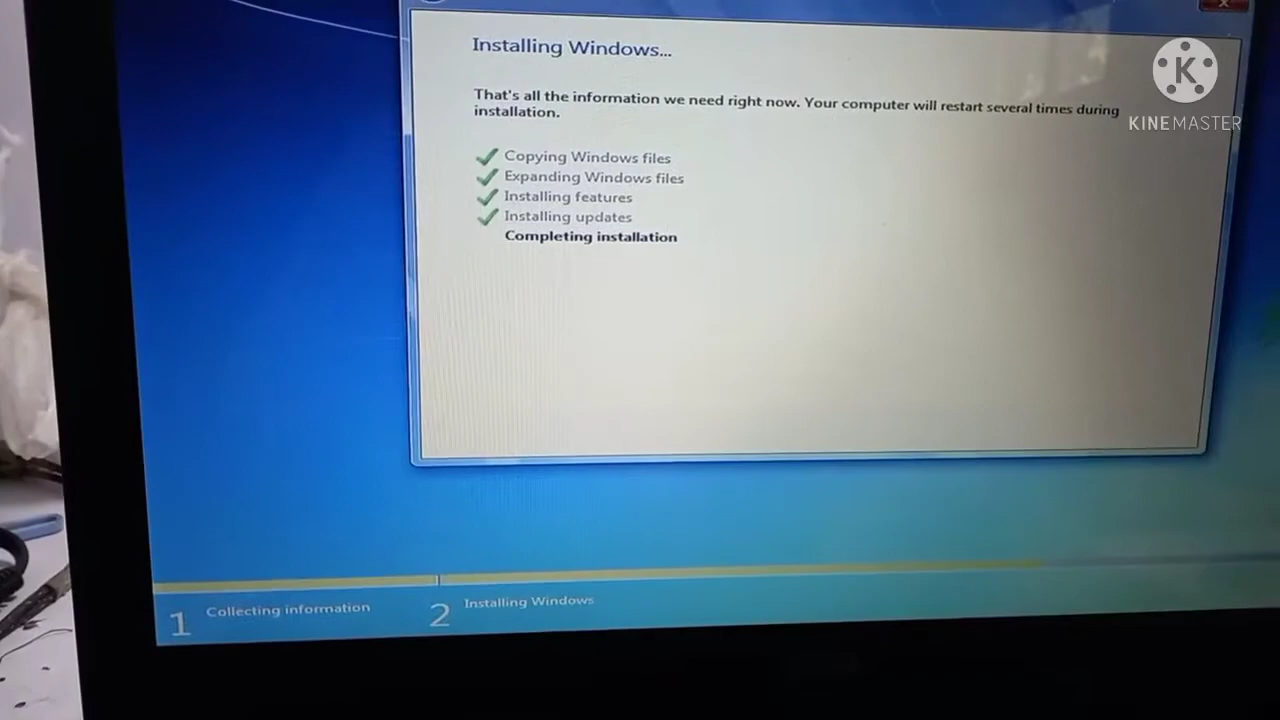 Installing Windows...
That's all the information we need right now. Your computer will restart several times during
installation.
Copying Windows files
Expanding Windows files
Installing features
Installing updates
Completing installation
K
KINEMASTER
1 Collecting information
2 Installing Windows